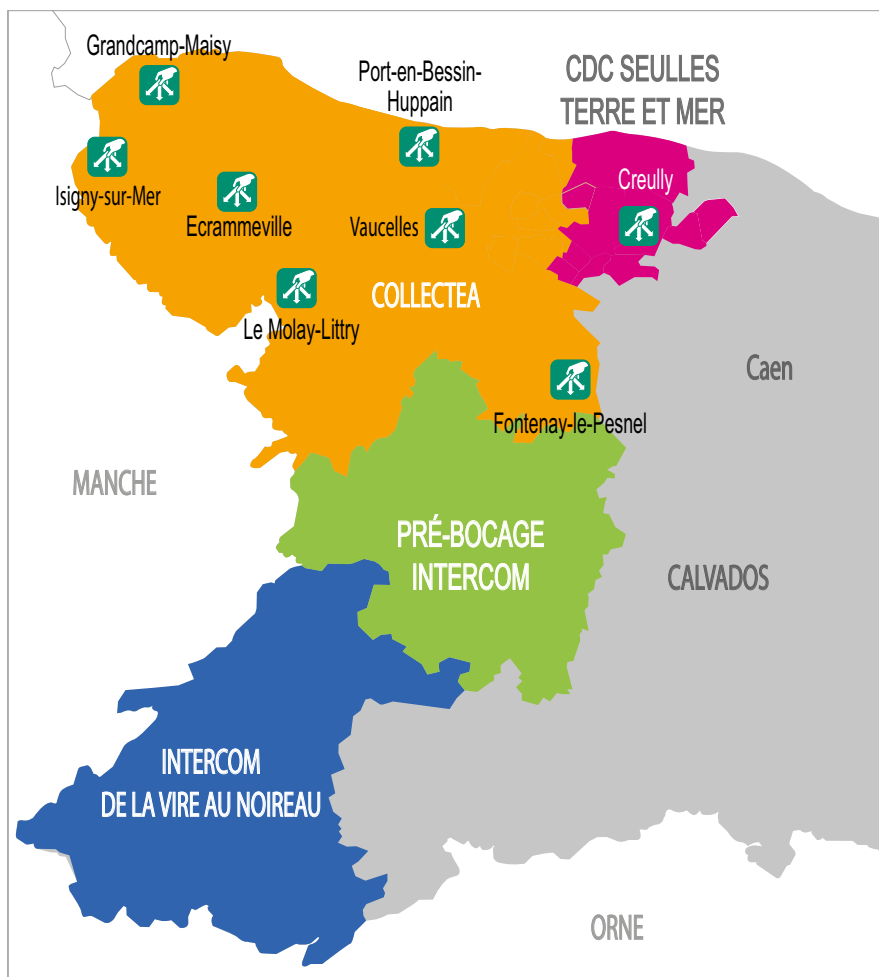 Grandcamp-Maisy
Port-en-Bessin-
Huppain
CDC SEULLES
TERRE ET MER
Isigny-sur-Mer
Ecrammeville
Vaucelles
Creully
COLLECTEA
Le Molay-Littry
Caen
Fontenay-le-Pesnel
MANCHE
PRÉ-BOCAGE
INTERCOM
CALVADOS
INTERCOM
DE LA VIRE AU NOIREAU
ORNE